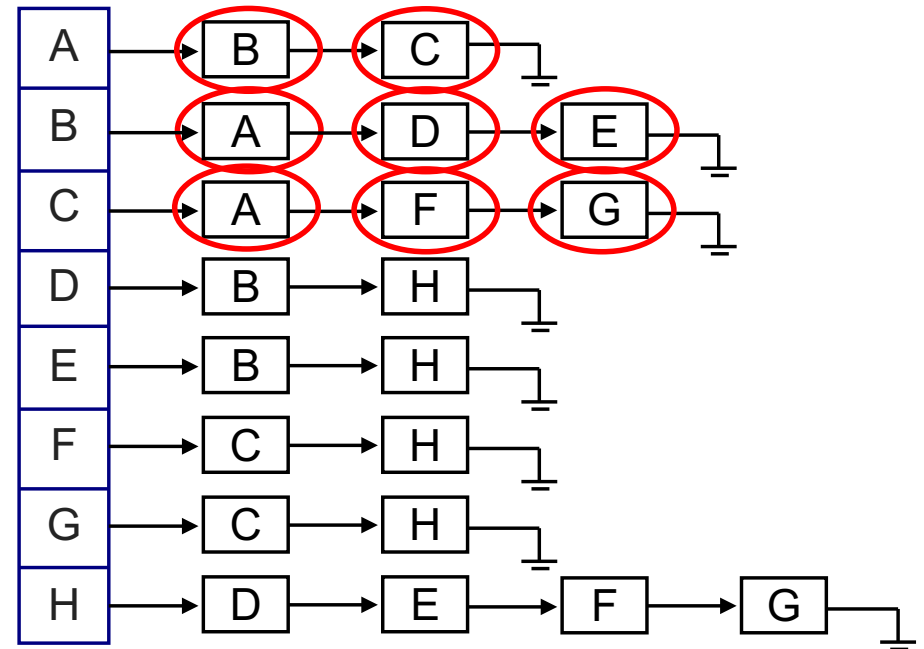 A B C
B A D E
C A F G
D B H
E B H
F C H
G C H
H D E F G